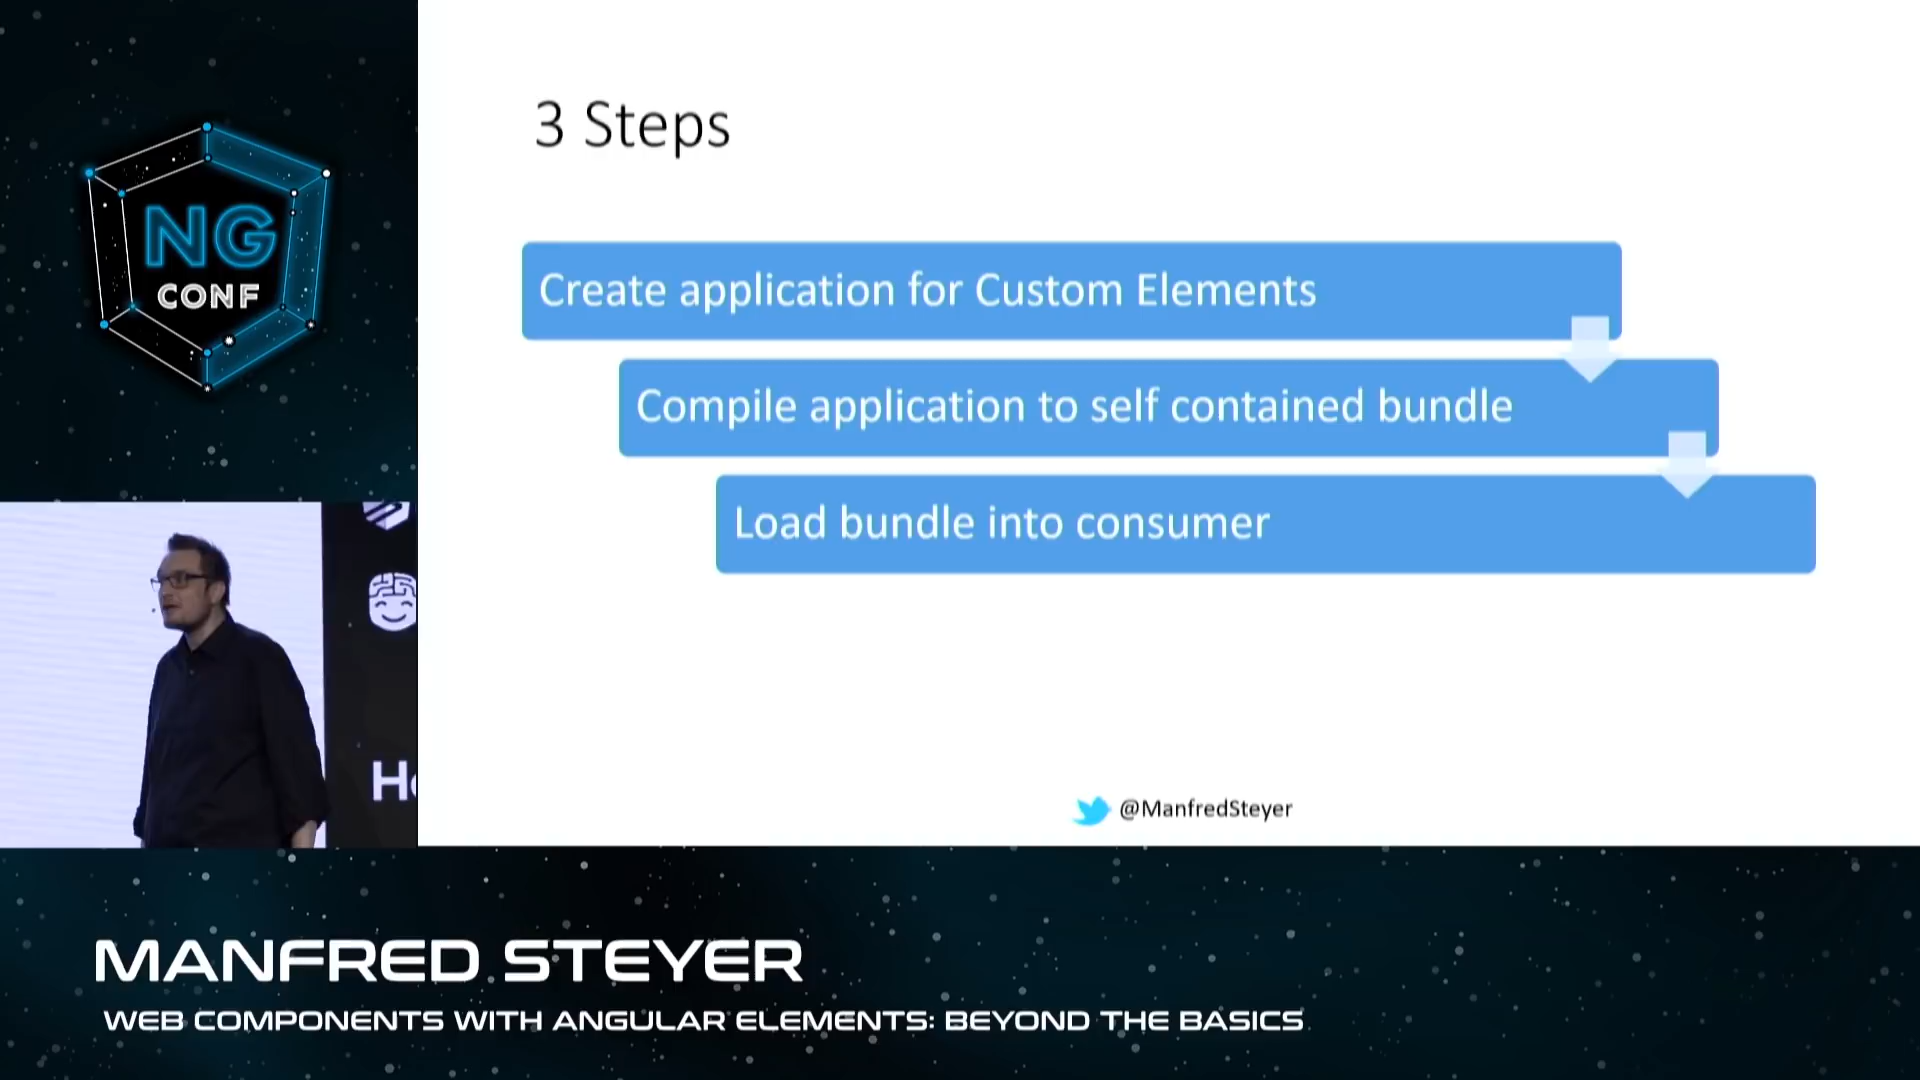 NG
CONF
3 Steps
Create application for Custom Elements
Compile application to self contained bundle
Load bundle into consumer
@ManfredSteyer
MANFRED STEYER
WEB COMPONENTS WITH ANGULAR ELEMENTS: BEYOND THE BASICS